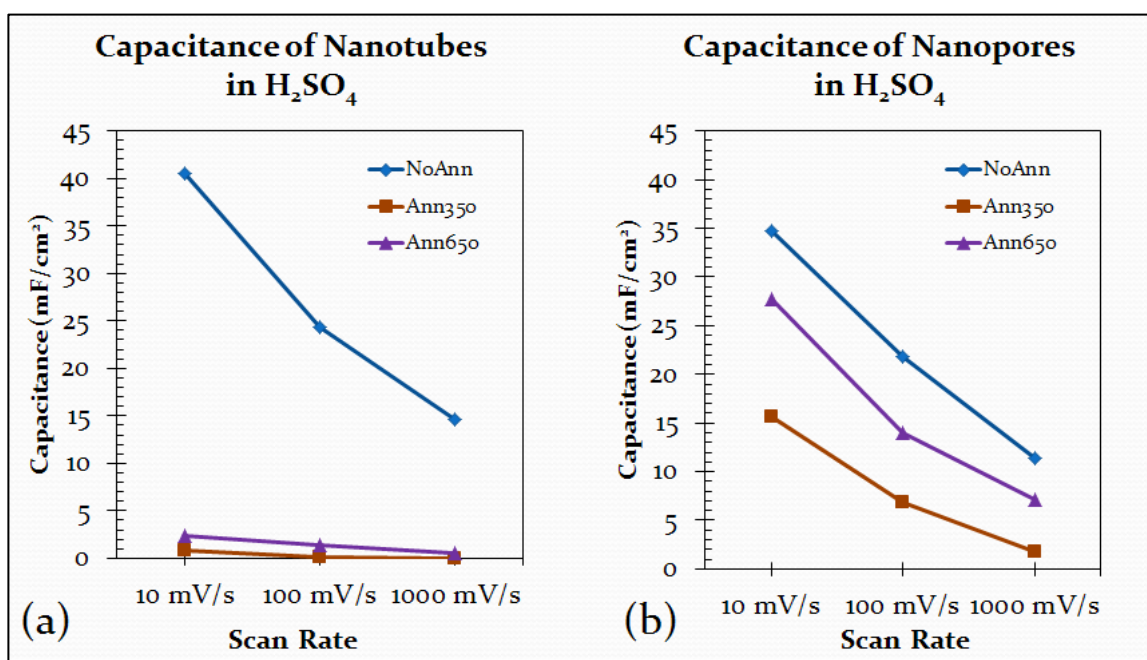 Capacitance of Nanotubes
in H₂SO₄
45
40
35
30
25
20
15
10
5
0
Capacitance (mF/cm²)
NoAnn
Ann350
Ann650
10 mV/s 100 mV/s 1000 mV/s
(a)
Scan Rate
Capacitance of Nanopores
in H₂SO₄
45
40
35
30
25
20
15
10
5
0
Capacitance (mF/cm²)
NoAnn
Ann350
Ann650
10 mV/s 100 mV/s 1000 mV/s
(b)
Scan Rate